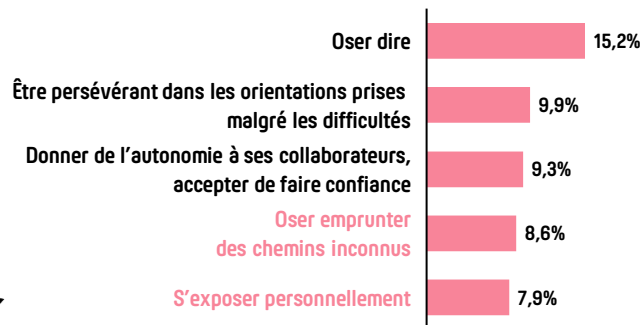 Oser dire
15,2%
Être persévérant dans les orientations prises
malgré les difficultés
9,9%
Donner de l'autonomie à ses collaborateurs,
accepter de faire confiance
9,3%
Oser emprunter
des chemins inconnus
8,6%
S'exposer personnellement
7,9%